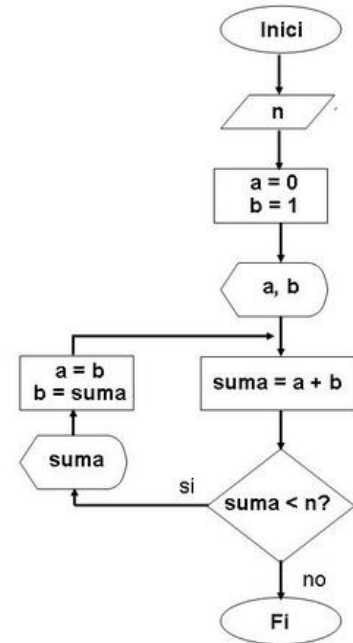 Inici
n
a = 0
b = 1
a, b
suma = a + b
suma < n?
si
suma
a = b
b = suma
no
Fi